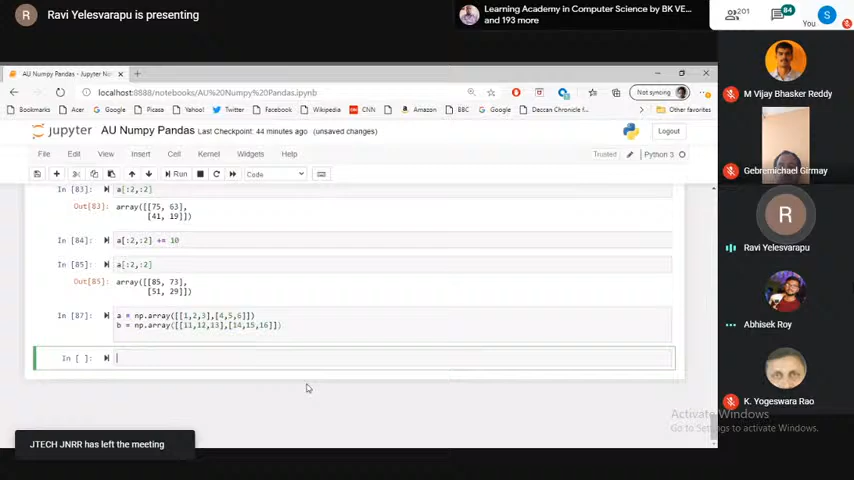 R Ravi Yelesvarapu is presenting
Learning Academy in Computer Science by BK VE...
and 193 more
201
84
You
S
AU Numpy Pandas - Jupyter Not
localhost:8888/notebooks/AU%20Numpy%20Pandas.ipynb
Not syncing
Bookmarks Acer Google Picasa Yahoo! Twitter Facebook Wikipedia CNN Amazon BBC Google Deccan Chronicle Other favorites
jupyter AU Numpy Pandas Last Checkpoint: 44 minutes ago (unsaved changes)
Logout
File Edit View Insert Cell Kernel Widgets Help
Trusted Python 3
Run Code
In [83]: a[:2,:2]
Out[83]: array([[75, 63],
[41, 19]])
In [84]: a[:2,:2] += 10
In [85]: a[:2,:2]
Out[85]: array([[85, 73],
[51, 29]])
In [87]: a = np.array([[1,2,3],[4,5,6]])
b = np.array([[11,12,13],[14,15,16]])
In [ ]:
JTECH JNRR has left the meeting
Activate Windows
Go to Settings to activate Windows.
M Vijay Bhasker Reddy
Gebremichael Girmay
R
Ravi Yelesvarapu
Abhisek Roy
K. Yogeswara Rao